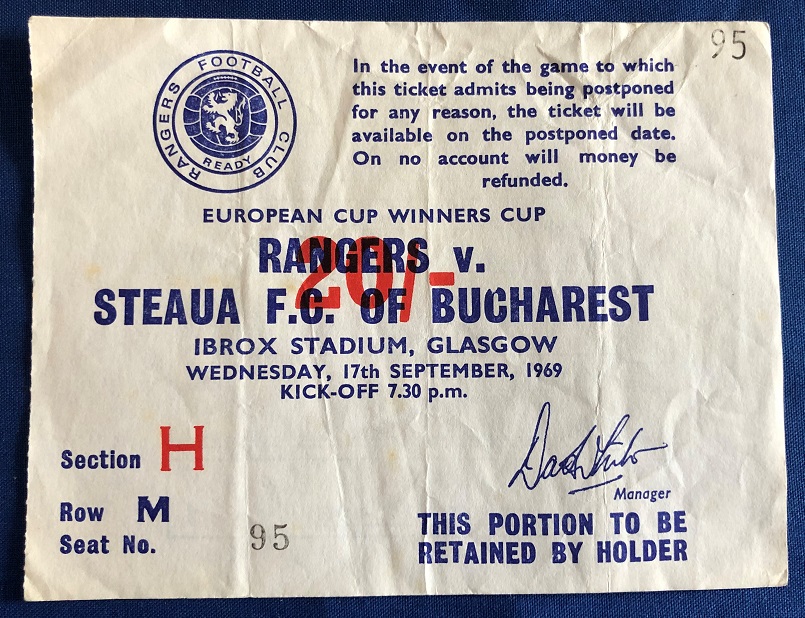 RANGERS FOOTBALL CLUB
READY
95
In the event of the game to which
this ticket admits being postponed
for any reason, the ticket will be
available on the postponed date.
On no account will money be
refunded.
EUROPEAN CUP WINNERS CUP
RANGERS v.
20/-
STEAUA F.C. OF BUCHAREST
IBROX STADIUM, GLASGOW
WEDNESDAY, 17th SEPTEMBER, 1969
KICK-OFF 7.30 p.m.
Section H
Row M
Seat No. 95
Manager
THIS PORTION TO BE
RETAINED BY HOLDER